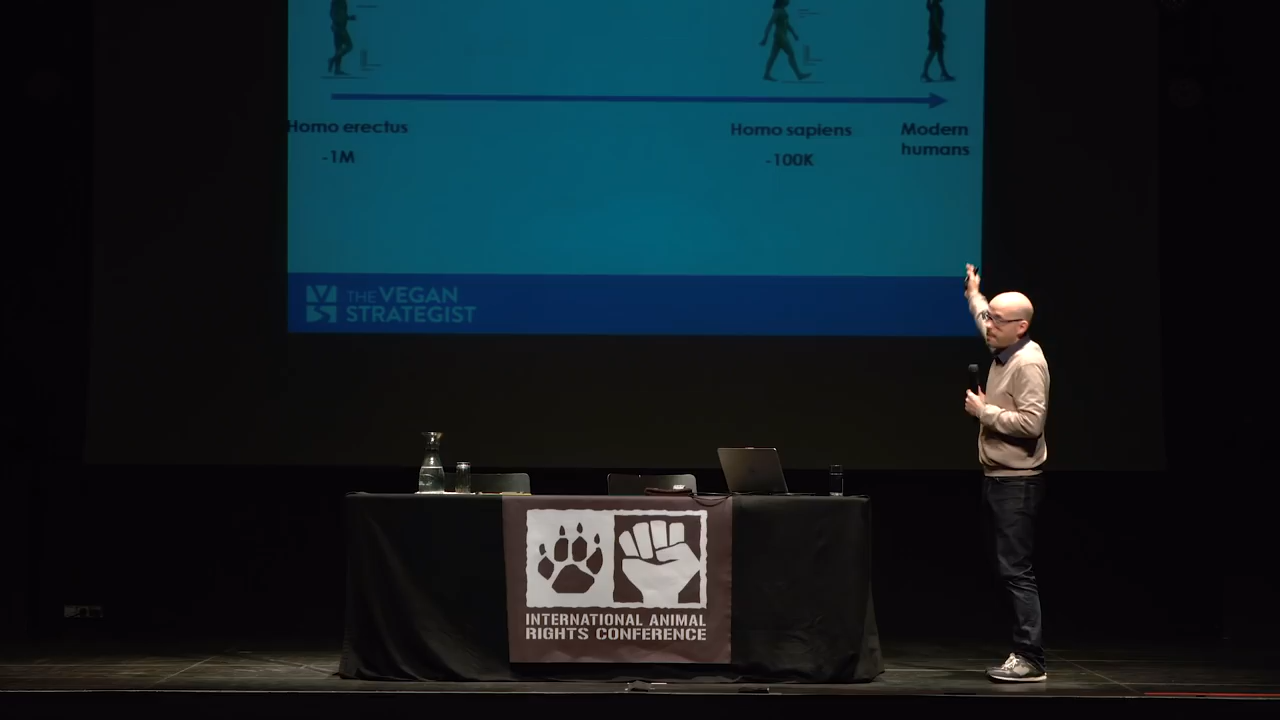 Homo erectus
-1M
Homo sapiens
-100K
Modern
humans
THE VEGAN
STRATEGIST
INTERNATIONAL ANIMAL
RIGHTS CONFERENCE